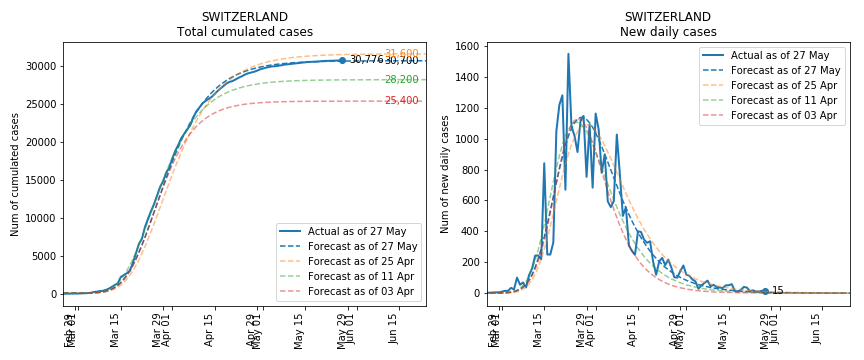 SWITZERLAND
Total cumulated cases
Num of cumulated cases
30000
25000
20000
15000
10000
5000
0
31,600
30,776
30,700
28,200
25,400
Actual as of 27 May
Forecast as of 27 May
Forecast as of 25 Apr
Forecast as of 11 Apr
Forecast as of 03 Apr
Feb 29
Mar 01
Mar 15
Mar 29
Apr 01
Apr 15
Apr 29
May 01
May 15
May 29
Jun 01
Jun 15
SWITZERLAND
New daily cases
Num of new daily cases
1600
1400
1200
1000
800
600
400
200
0
15
Actual as of 27 May
Forecast as of 27 May
Forecast as of 25 Apr
Forecast as of 11 Apr
Forecast as of 03 Apr
Feb 29
Mar 01
Mar 15
Mar 29
Apr 01
Apr 15
Apr 29
May 01
May 15
May 29
Jun 01
Jun 15